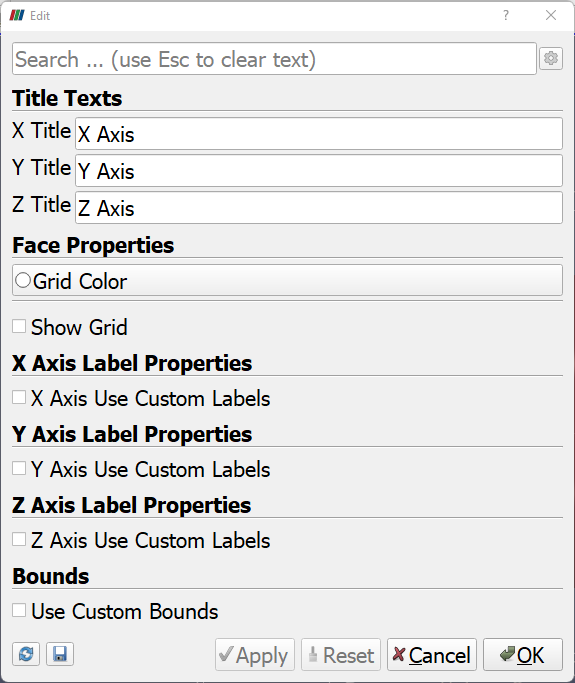 Edit ?
Search ... (use Esc to clear text)
Title Texts
X Title X Axis
Y Title Y Axis
Z Title Z Axis
Face Properties
Grid Color
Show Grid
X Axis Label Properties
X Axis Use Custom Labels
Y Axis Label Properties
Y Axis Use Custom Labels
Z Axis Label Properties
Z Axis Use Custom Labels
Bounds
Use Custom Bounds
Apply Reset Cancel OK